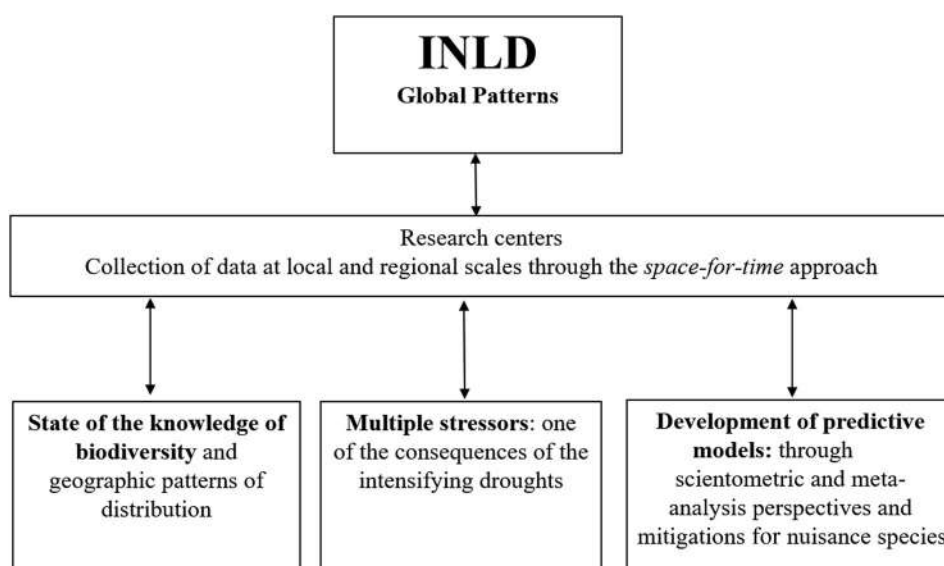 INLD
Global Patterns
Research centers
Collection of data at local and regional scales through the space-for-time approach
State of the knowledge of
biodiversity and
geographic patterns of
distribution
Multiple stressors: one
of the consequences of the
intensifying droughts
Development of predictive
models: through
scientometric and meta-
analysis perspectives and
mitigations for nuisance species